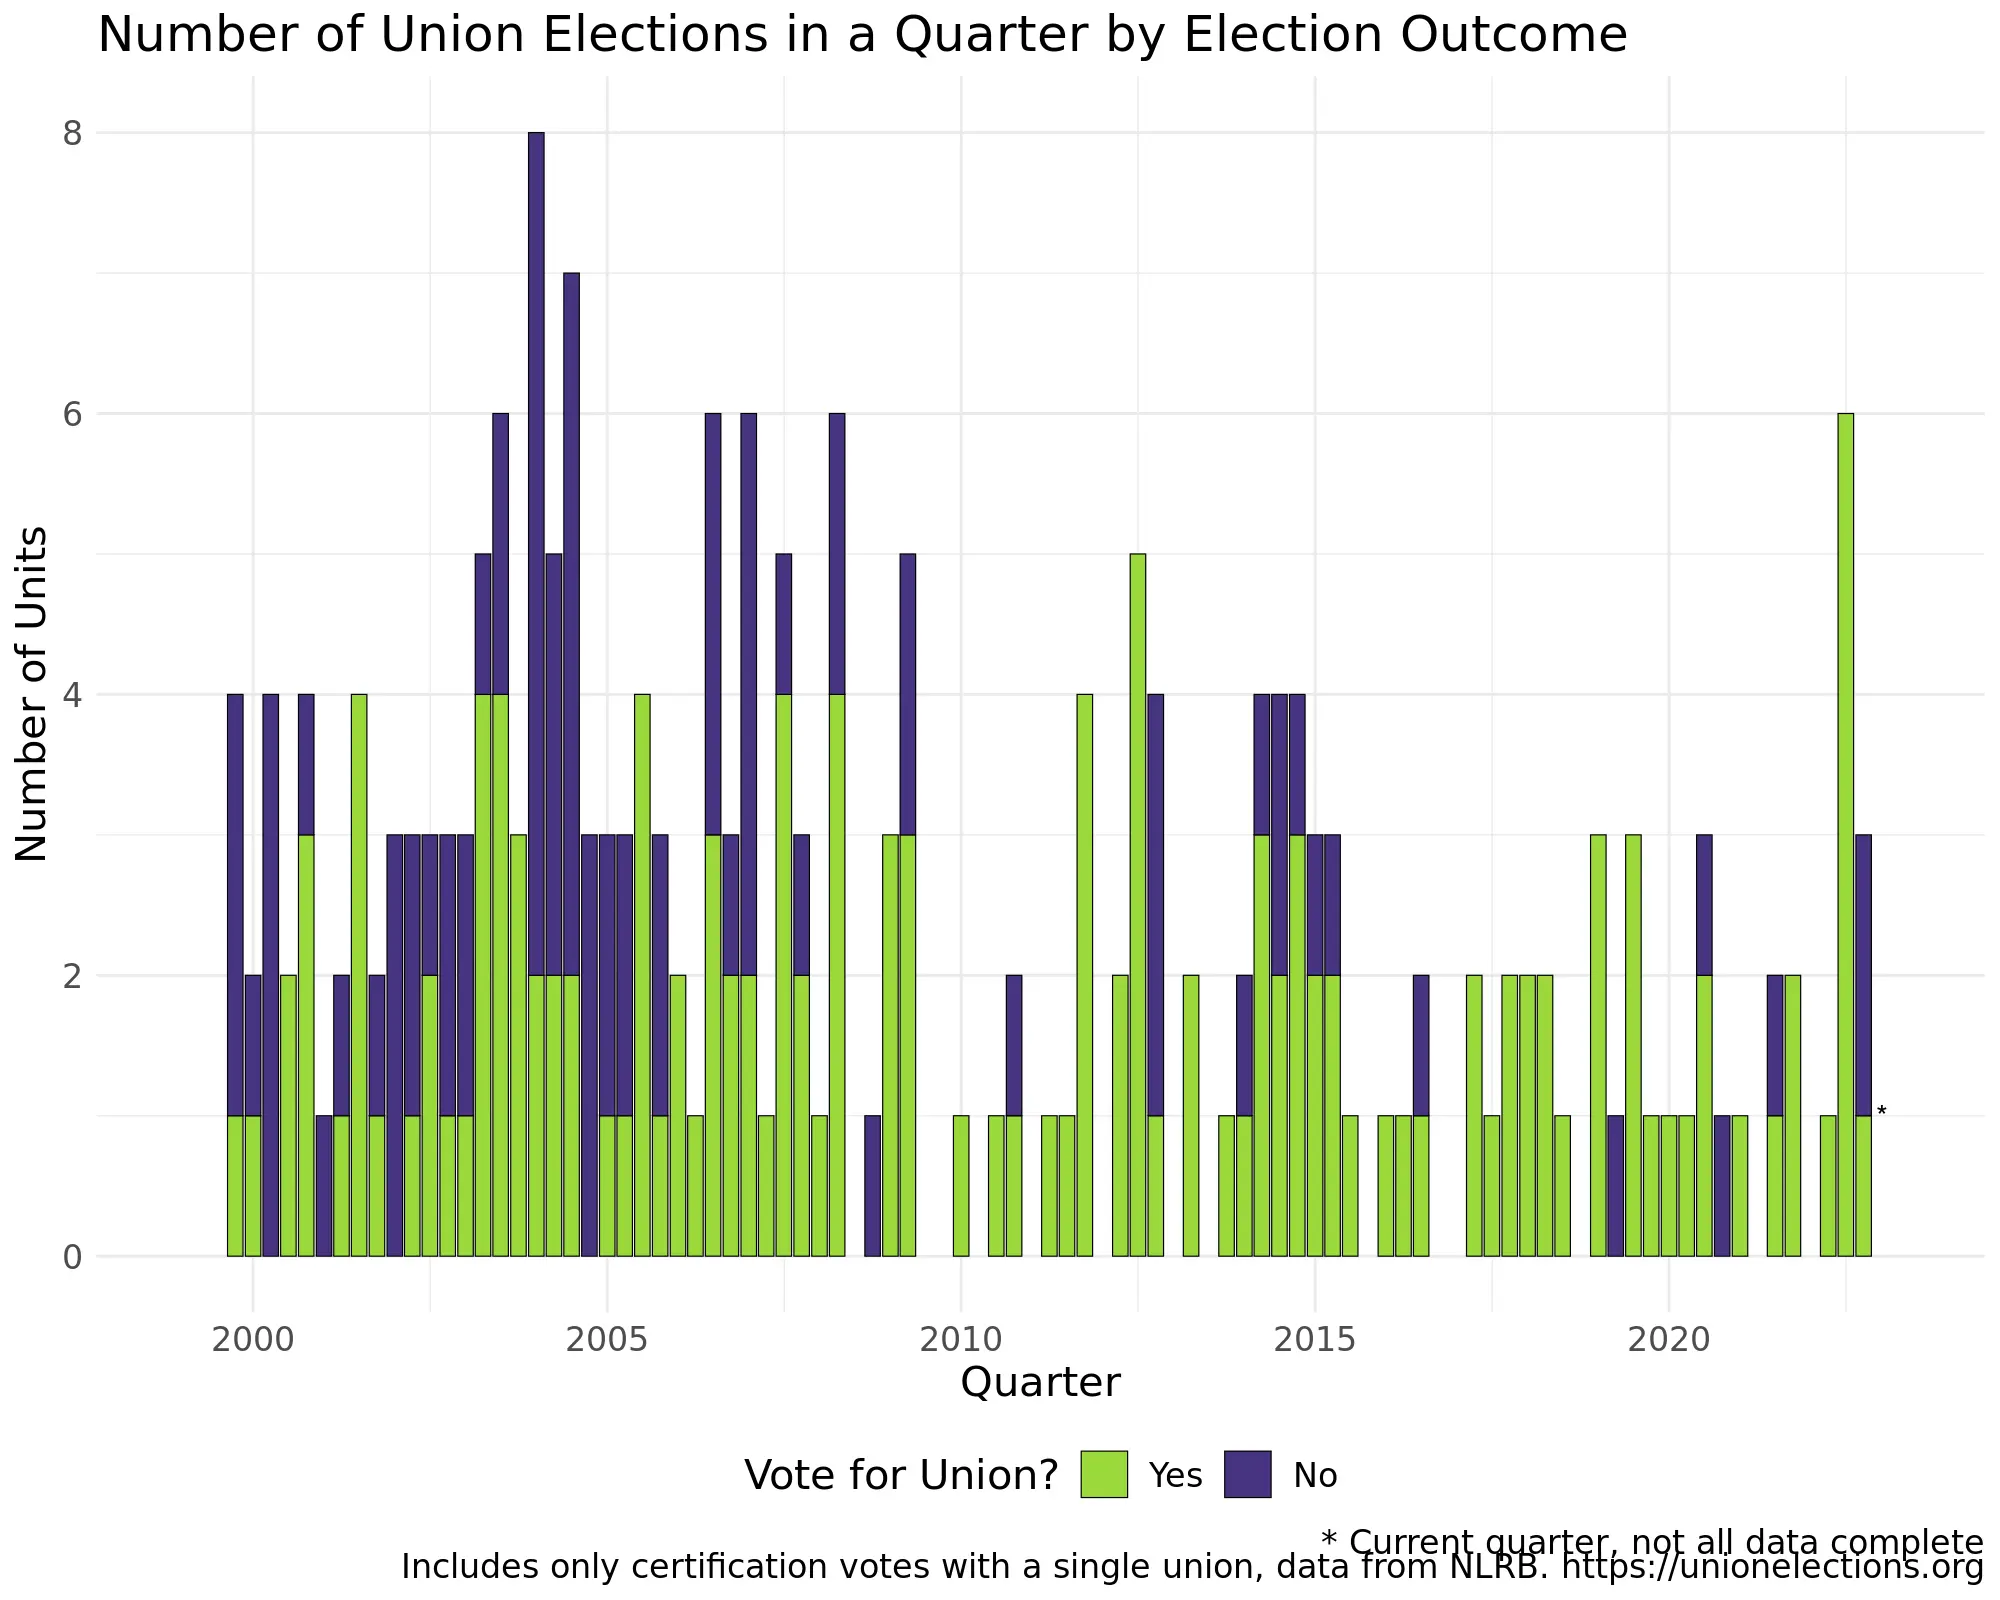 Number of Union Elections in a Quarter by Election Outcome
Number of Units
8
6
4
2
0
*
2000 2005 2010 2015 2020
Quarter
Vote for Union? Yes No
* Current quarter, not all data complete
Includes only certification votes with a single union, data from NLRB. https://unionelections.org